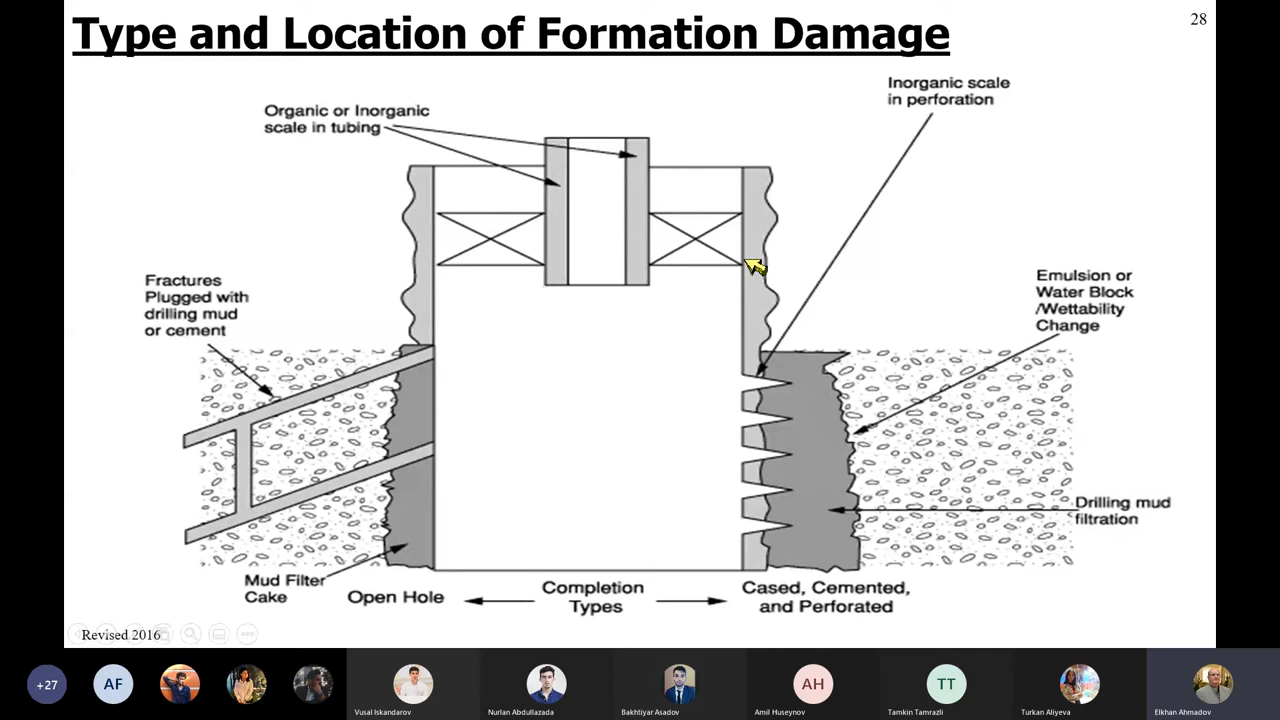 Type and Location of Formation Damage
28
Organic or Inorganic
scale in tubing
Inorganic scale
in perforation
Fractures
Plugged with
drilling mud
or cement
Emulsion or
Water Block
/Wettability
Change
Drilling mud
filtration
Mud Filter
Cake
Open Hole
Completion
Types
Cased, Cemented,
and Perforated
Revised 2016
+27
AF
AH
TT
Vusal Iskandarov
Nurlan Abdullazada
Bakhtiyar Asadov
Amil Huseynov
Tamkin Tamrazli
Turkan Aliyeva
Elkhan Ahmadov